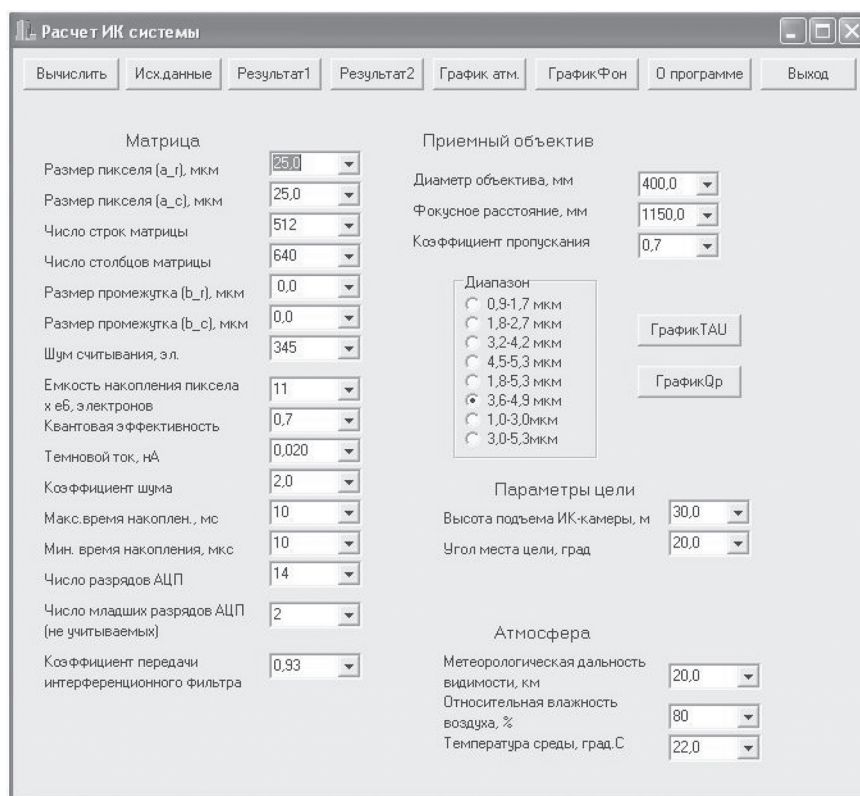 Расчет ИК системы
Вычислить Исх.данные Результат1 Результат2 График атм. ГрафикФон О программе Выход
Матрица
Размер пикселя (a_r), мкм 25,0
Размер пикселя (a_c), мкм 25,0
Число строк матрицы 512
Число столбцов матрицы 640
Размер промежутка (b_r), мкм 0,0
Размер промежутка (b_c), мкм 0,0
Шум считывания, эл. 345
Емкость накопления пиксела
х е6, электронов 11
Квантовая эффективность 0,7
Темновой ток, нА 0,020
Коэффициент шума 2,0
Макс.время накоплен., мс 10
Мин. время накопления, мкс 10
Число разрядов АЦП 14
Число младших разрядов АЦП
(не учитываемых) 2
Коэффициент передачи
интерференционного фильтра 0,93
Приемный объектив
Диаметр объектива, мм 400,0
Фокусное расстояние, мм 1150,0
Коэффициент пропускания 0,7
Диапазон
0,9-1,7 мкм
1,8-2,7 мкм
3,2-4,2 мкм
4,5-5,3 мкм
1,8-5,3 мкм
3,6-4,9 мкм
1,0-3,0мкм
3,0-5,3мкм
ГрафикTAU
ГрафикQp
Параметры цели
Высота подъема ИК-камеры, м 30,0
Угол места цели, град 20,0
Атмосфера
Метеорологическая дальность
видимости, км 20,0
Относительная влажность
воздуха, % 80
Температура среды, град.С 22,0